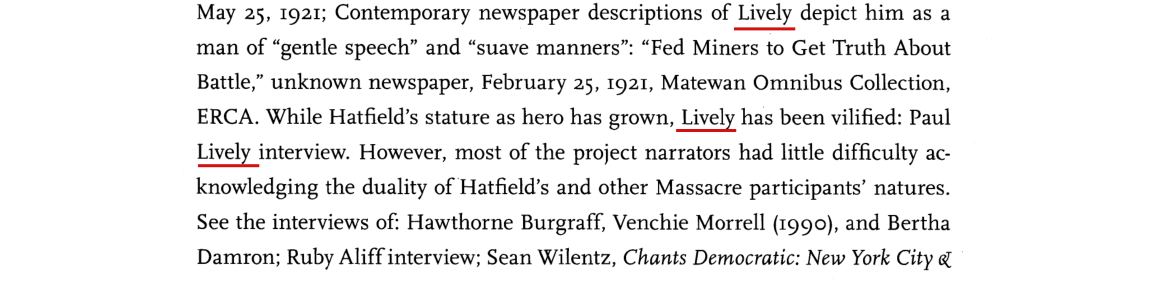 May 25, 1921; Contemporary newspaper descriptions of Lively depict him as a
man of “gentle speech” and “suave manners”: “Fed Miners to Get Truth About
Battle,” unknown newspaper, February 25, 1921, Matewan Omnibus Collection,
ERCA. While Hatfield’s stature as hero has grown, Lively has been vilified: Paul
Lively interview. However, most of the project narrators had little difficulty ac-
knowledging the duality of Hatfield’s and other Massacre participants’ natures.
See the interviews of: Hawthorne Burgraff, Venchie Morrell (1990), and Bertha
Damron; Ruby Aliff interview; Sean Wilentz, Chants Democratic: New York City &